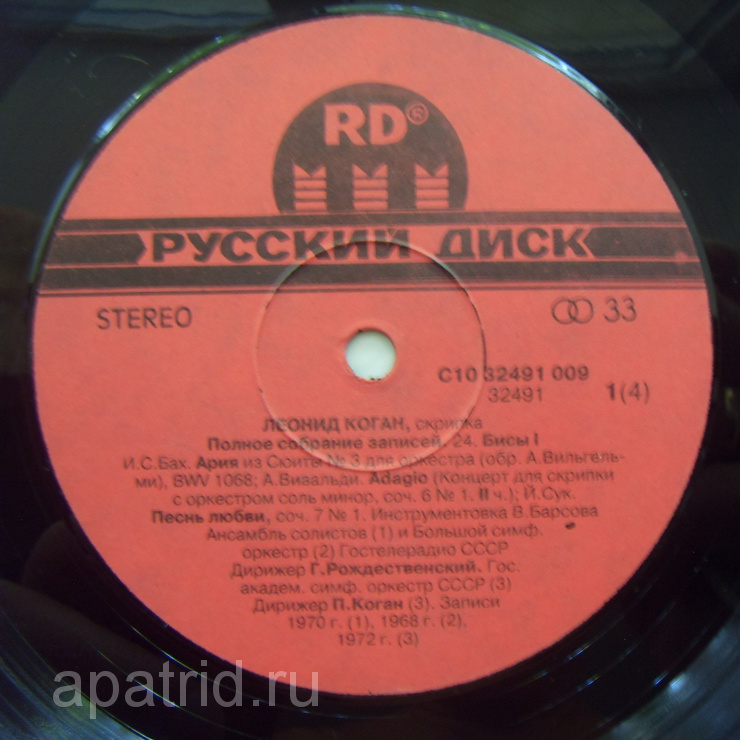 RD®
РУССКИЙ ДИСК
STEREO
33
С10 32491 009
32491
1(4)
ЛЕОНИД КОГАН, скрипка
Полное собрание записей. 24. Бисы I
И.С.Бах. Ария из Сюиты № 3 для оркестра (обр. А.Вильгель-
ми), BWV 1068; А.Вивальди. Adagio (Концерт для скрипки
с оркестром соль минор, соч. 6 № 1. II ч.); Й.Сук.
Песнь любви, соч. 7 № 1. Инструментовка В.Барсова
Ансамбль солистов (1) и Большой симф.
оркестр (2) Гостелерадио СССР
Дирижер Г.Рождественский. Гос.
академ. симф. оркестр СССР (3)
Дирижер П.Коган (3). Записи
1970 г. (1), 1968 г. (2),
1972 г. (3)
apatrid.ru